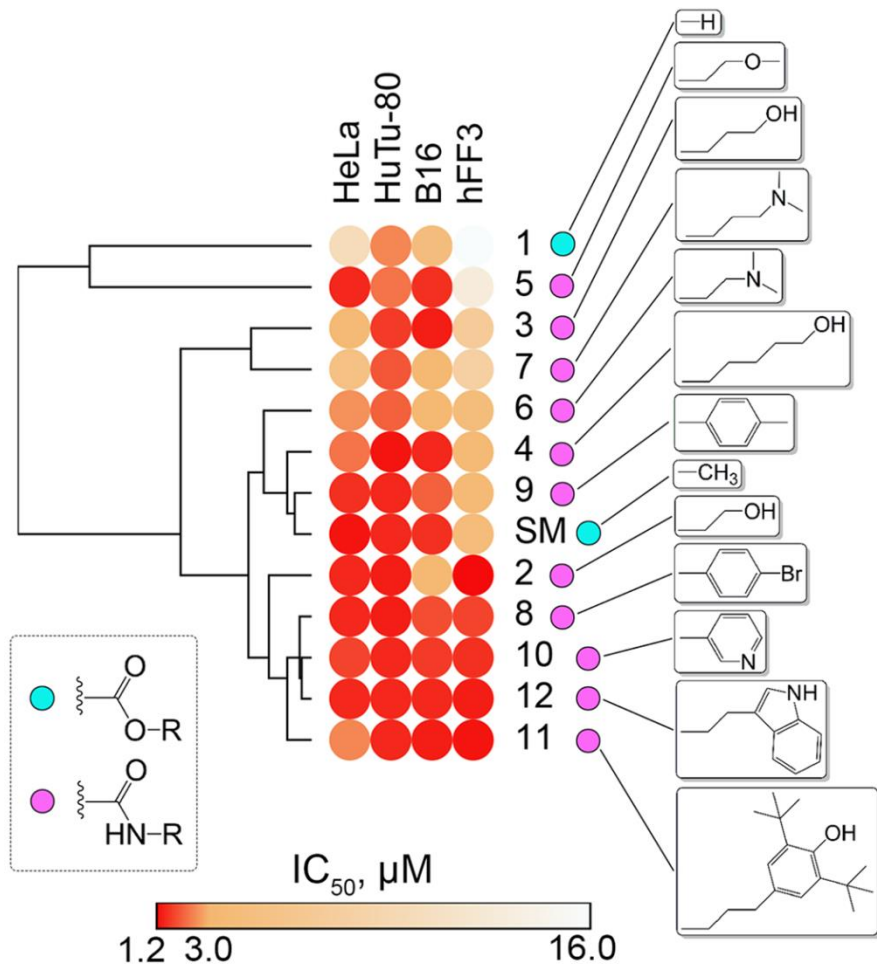 HeLa HuTu-80 B16 hFF3
1
5
3
7
6
4
9
SM
2
8
10
12
11
H
O
OH
N
N
OH
CH₃
OH
Br
N
NH
OH
O
O–R
O
HN–R
IC₅₀, µM
1.2 3.0 16.0